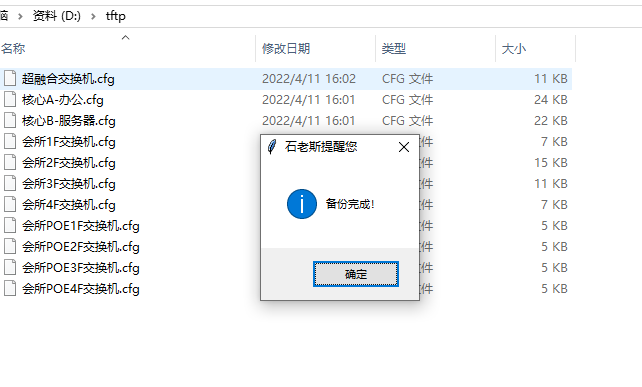 脑 > 资料 (D:) > tftp
名称 修改日期 类型 大小
超融合交换机.cfg 2022/4/11 16:02 CFG 文件 11 KB
核心A-办公.cfg 2022/4/11 16:01 CFG 文件 24 KB
核心B-服务器.cfg 2022/4/11 16:01 CFG 文件 22 KB
会所1F交换机.cfg 文件 7 KB
会所2F交换机.cfg 文件 15 KB
会所3F交换机.cfg 文件 11 KB
会所4F交换机.cfg 文件 7 KB
会所POE1F交换机.cfg 文件 5 KB
会所POE2F交换机.cfg 文件 5 KB
会所POE3F交换机.cfg 文件 5 KB
会所POE4F交换机.cfg 文件 5 KB
石老斯提醒您
备份完成!
确定